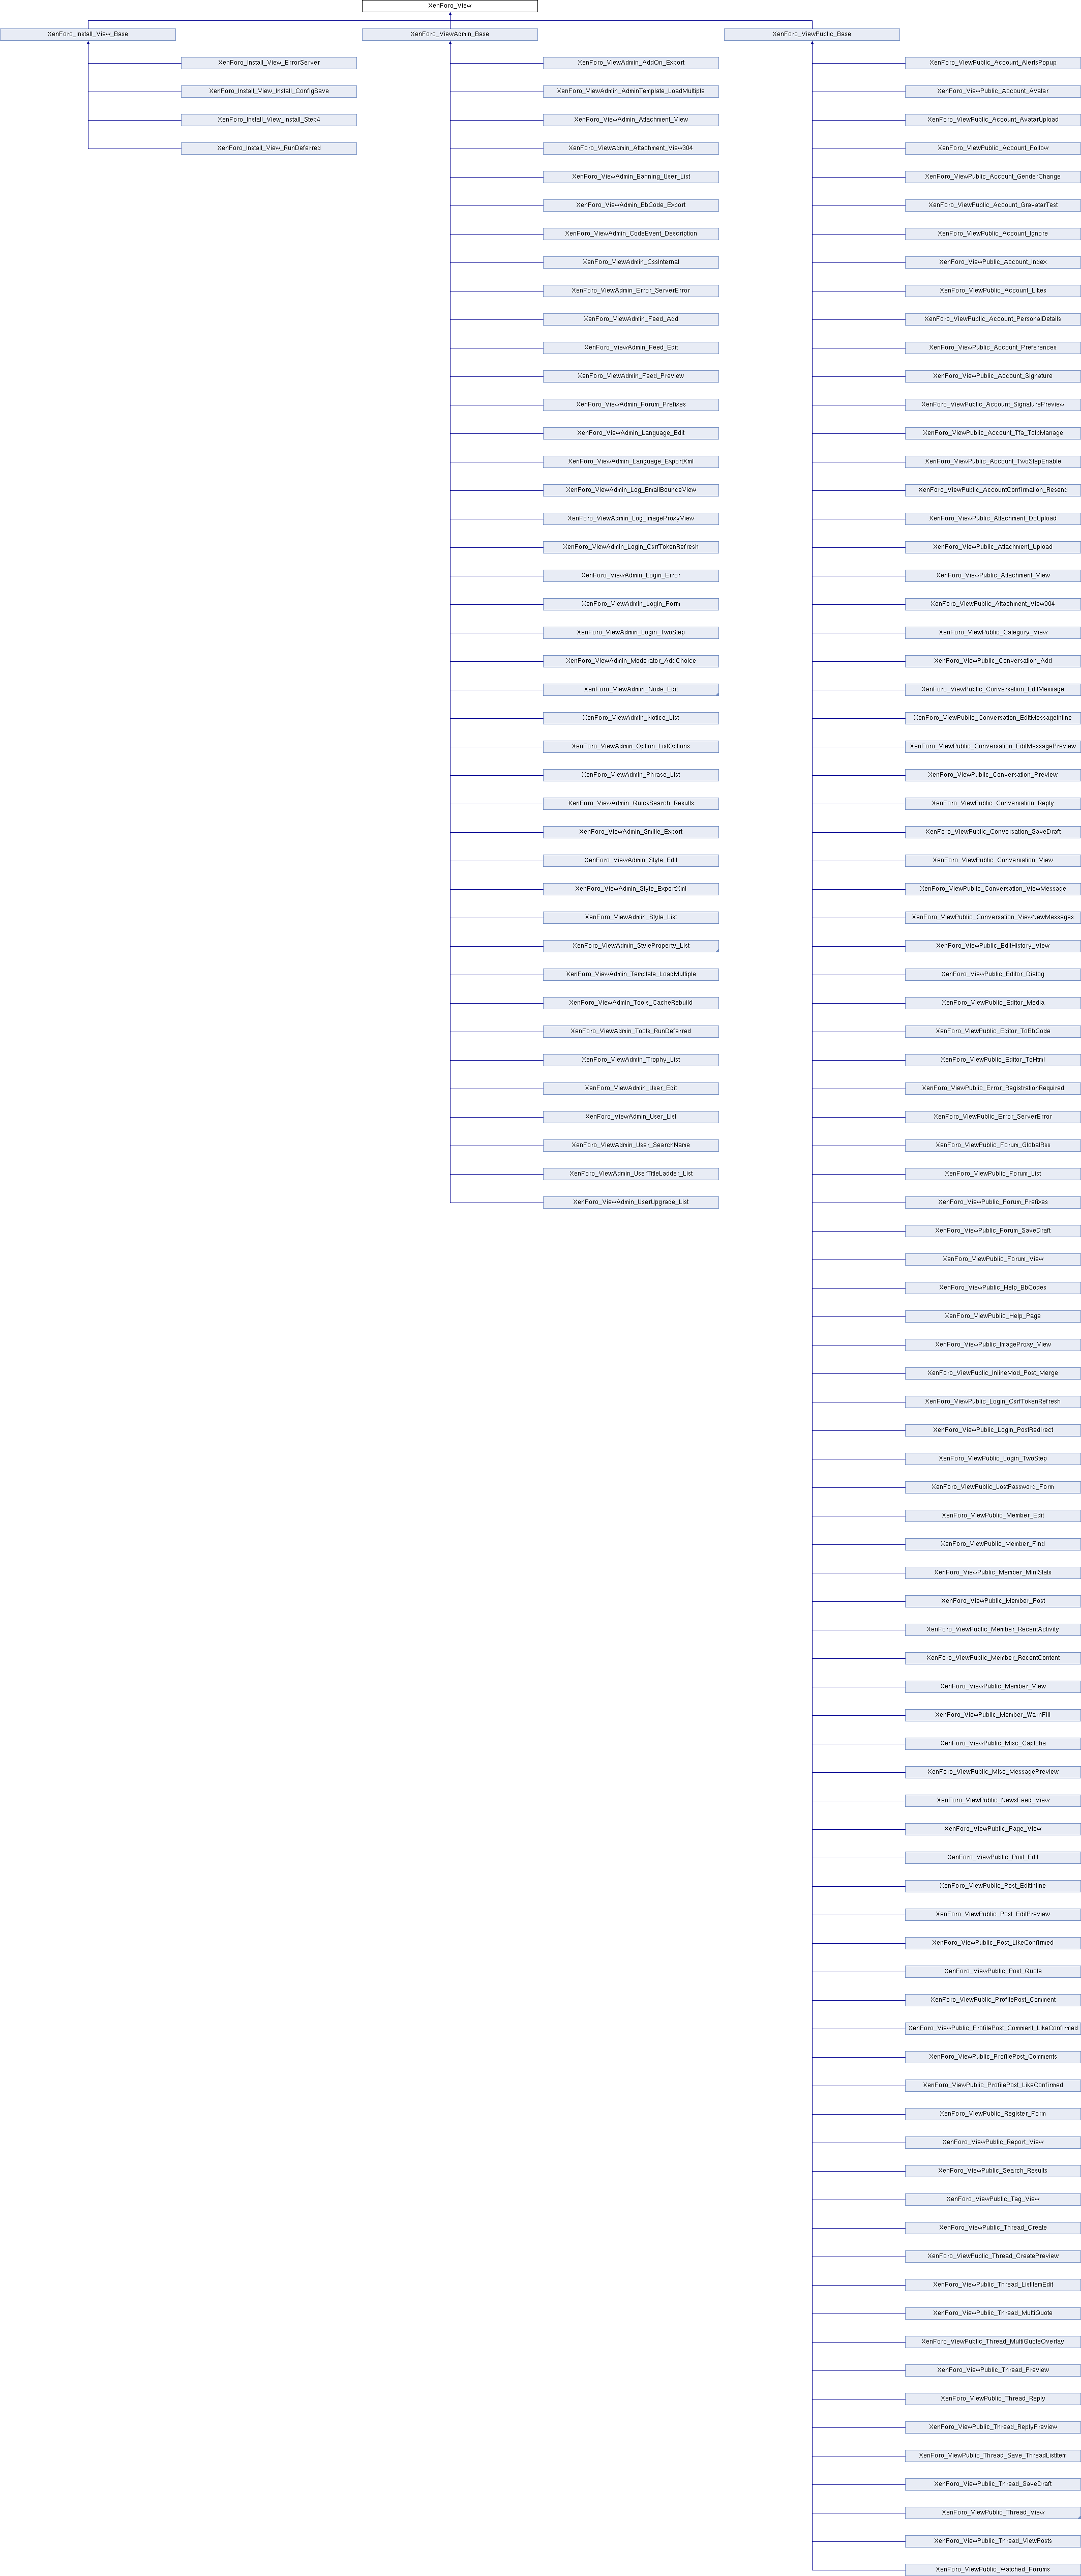 XenForo_View
XenForo_Install_View_Base
XenForo_ViewAdmin_Base
XenForo_ViewPublic_Base
XenForo_Install_View_ErrorServer
XenForo_Install_View_Install_ConfigSave
XenForo_Install_View_Install_Step4
XenForo_Install_View_RunDeferred
XenForo_ViewAdmin_AddOn_Export
XenForo_ViewAdmin_AdminTemplate_LoadMultiple
XenForo_ViewAdmin_Attachment_View
XenForo_ViewAdmin_Attachment_View304
XenForo_ViewAdmin_Banning_User_List
XenForo_ViewAdmin_BbCode_Export
XenForo_ViewAdmin_CodeEvent_Description
XenForo_ViewAdmin_CssInternal
XenForo_ViewAdmin_Error_ServerError
XenForo_ViewAdmin_Feed_Add
XenForo_ViewAdmin_Feed_Edit
XenForo_ViewAdmin_Feed_Preview
XenForo_ViewAdmin_Forum_Prefixes
XenForo_ViewAdmin_Language_Edit
XenForo_ViewAdmin_Language_ExportXml
XenForo_ViewAdmin_Log_EmailBounceView
XenForo_ViewAdmin_Log_ImageProxyView
XenForo_ViewAdmin_Login_CsrfTokenRefresh
XenForo_ViewAdmin_Login_Error
XenForo_ViewAdmin_Login_Form
XenForo_ViewAdmin_Login_TwoStep
XenForo_ViewAdmin_Moderator_AddChoice
XenForo_ViewAdmin_Node_Edit
XenForo_ViewAdmin_Notice_List
XenForo_ViewAdmin_Option_ListOptions
XenForo_ViewAdmin_Phrase_List
XenForo_ViewAdmin_QuickSearch_Results
XenForo_ViewAdmin_Smilie_Export
XenForo_ViewAdmin_Style_Edit
XenForo_ViewAdmin_Style_ExportXml
XenForo_ViewAdmin_Style_List
XenForo_ViewAdmin_StyleProperty_List
XenForo_ViewAdmin_Template_LoadMultiple
XenForo_ViewAdmin_Tools_CacheRebuild
XenForo_ViewAdmin_Tools_RunDeferred
XenForo_ViewAdmin_Trophy_List
XenForo_ViewAdmin_User_Edit
XenForo_ViewAdmin_User_List
XenForo_ViewAdmin_User_SearchName
XenForo_ViewAdmin_UserTitleLadder_List
XenForo_ViewAdmin_UserUpgrade_List
XenForo_ViewPublic_Account_AlertsPopup
XenForo_ViewPublic_Account_Avatar
XenForo_ViewPublic_Account_AvatarUpload
XenForo_ViewPublic_Account_Follow
XenForo_ViewPublic_Account_GenderChange
XenForo_ViewPublic_Account_GravatarTest
XenForo_ViewPublic_Account_Ignore
XenForo_ViewPublic_Account_Index
XenForo_ViewPublic_Account_Likes
XenForo_ViewPublic_Account_PersonalDetails
XenForo_ViewPublic_Account_Preferences
XenForo_ViewPublic_Account_Signature
XenForo_ViewPublic_Account_SignaturePreview
XenForo_ViewPublic_Account_Tfa_TotpManage
XenForo_ViewPublic_Account_TwoStepEnable
XenForo_ViewPublic_AccountConfirmation_Resend
XenForo_ViewPublic_Attachment_DoUpload
XenForo_ViewPublic_Attachment_Upload
XenForo_ViewPublic_Attachment_View
XenForo_ViewPublic_Attachment_View304
XenForo_ViewPublic_Category_View
XenForo_ViewPublic_Conversation_Add
XenForo_ViewPublic_Conversation_EditMessage
XenForo_ViewPublic_Conversation_EditMessageInline
XenForo_ViewPublic_Conversation_EditMessagePreview
XenForo_ViewPublic_Conversation_Preview
XenForo_ViewPublic_Conversation_Reply
XenForo_ViewPublic_Conversation_SaveDraft
XenForo_ViewPublic_Conversation_View
XenForo_ViewPublic_Conversation_ViewMessage
XenForo_ViewPublic_Conversation_ViewNewMessages
XenForo_ViewPublic_EditHistory_View
XenForo_ViewPublic_Editor_Dialog
XenForo_ViewPublic_Editor_Media
XenForo_ViewPublic_Editor_ToBbCode
XenForo_ViewPublic_Editor_ToHtml
XenForo_ViewPublic_Error_RegistrationRequired
XenForo_ViewPublic_Error_ServerError
XenForo_ViewPublic_Forum_GlobalRss
XenForo_ViewPublic_Forum_List
XenForo_ViewPublic_Forum_Prefixes
XenForo_ViewPublic_Forum_SaveDraft
XenForo_ViewPublic_Forum_View
XenForo_ViewPublic_Help_BbCodes
XenForo_ViewPublic_Help_Page
XenForo_ViewPublic_ImageProxy_View
XenForo_ViewPublic_InlineMod_Post_Merge
XenForo_ViewPublic_Login_CsrfTokenRefresh
XenForo_ViewPublic_Login_PostRedirect
XenForo_ViewPublic_Login_TwoStep
XenForo_ViewPublic_LostPassword_Form
XenForo_ViewPublic_Member_Edit
XenForo_ViewPublic_Member_Find
XenForo_ViewPublic_Member_MiniStats
XenForo_ViewPublic_Member_Post
XenForo_ViewPublic_Member_RecentActivity
XenForo_ViewPublic_Member_RecentContent
XenForo_ViewPublic_Member_View
XenForo_ViewPublic_Member_WarnFill
XenForo_ViewPublic_Misc_Captcha
XenForo_ViewPublic_Misc_MessagePreview
XenForo_ViewPublic_NewsFeed_View
XenForo_ViewPublic_Page_View
XenForo_ViewPublic_Post_Edit
XenForo_ViewPublic_Post_EditInline
XenForo_ViewPublic_Post_EditPreview
XenForo_ViewPublic_Post_LikeConfirmed
XenForo_ViewPublic_Post_Quote
XenForo_ViewPublic_ProfilePost_Comment
XenForo_ViewPublic_ProfilePost_Comment_LikeConfirmed
XenForo_ViewPublic_ProfilePost_Comments
XenForo_ViewPublic_ProfilePost_LikeConfirmed
XenForo_ViewPublic_Register_Form
XenForo_ViewPublic_Report_View
XenForo_ViewPublic_Search_Results
XenForo_ViewPublic_Tag_View
XenForo_ViewPublic_Thread_Create
XenForo_ViewPublic_Thread_CreatePreview
XenForo_ViewPublic_Thread_ListItemEdit
XenForo_ViewPublic_Thread_MultiQuote
XenForo_ViewPublic_Thread_MultiQuoteOverlay
XenForo_ViewPublic_Thread_Preview
XenForo_ViewPublic_Thread_Reply
XenForo_ViewPublic_Thread_ReplyPreview
XenForo_ViewPublic_Thread_Save_ThreadListItem
XenForo_ViewPublic_Thread_SaveDraft
XenForo_ViewPublic_Thread_View
XenForo_ViewPublic_Thread_ViewPosts
XenForo_ViewPublic_Watched_Forums